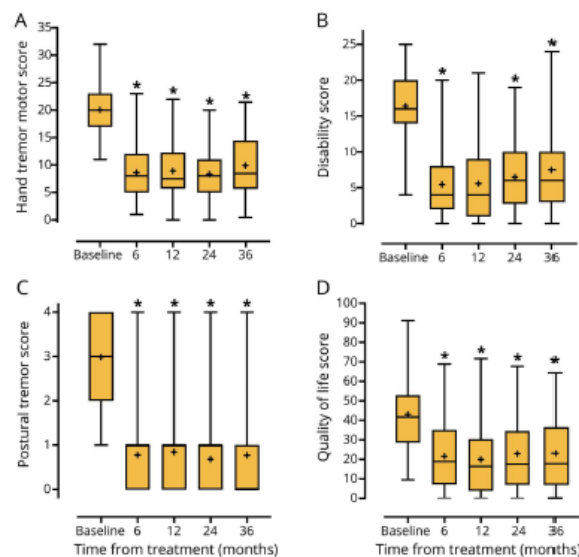 A
Hand tremor motor score
35
30
25
20
15
10
5
0
* * * *
Baseline 6 12 24 36
B
Disability score
25
20
15
10
5
0
* * *
Baseline 6 12 24 36
C
Postural tremor score
4
3
2
1
0
* * * *
Baseline 6 12 24 36
Time from treatment (months)
D
Quality of life score
100
90
80
70
60
50
40
30
20
10
0
* * * *
Baseline 6 12 24 36
Time from treatment (months)